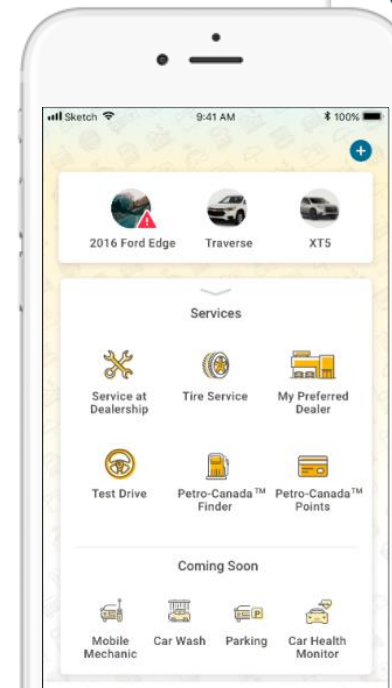 Sketch 9:41 AM 100%
2016 Ford Edge Traverse XT5
Services
Service at Tire Service My Preferred
Dealership Dealer
Test Drive Petro-Canada™ Petro-Canada™
Finder Points
Coming Soon
Mobile Car Wash Parking Car Health
Mechanic Monitor